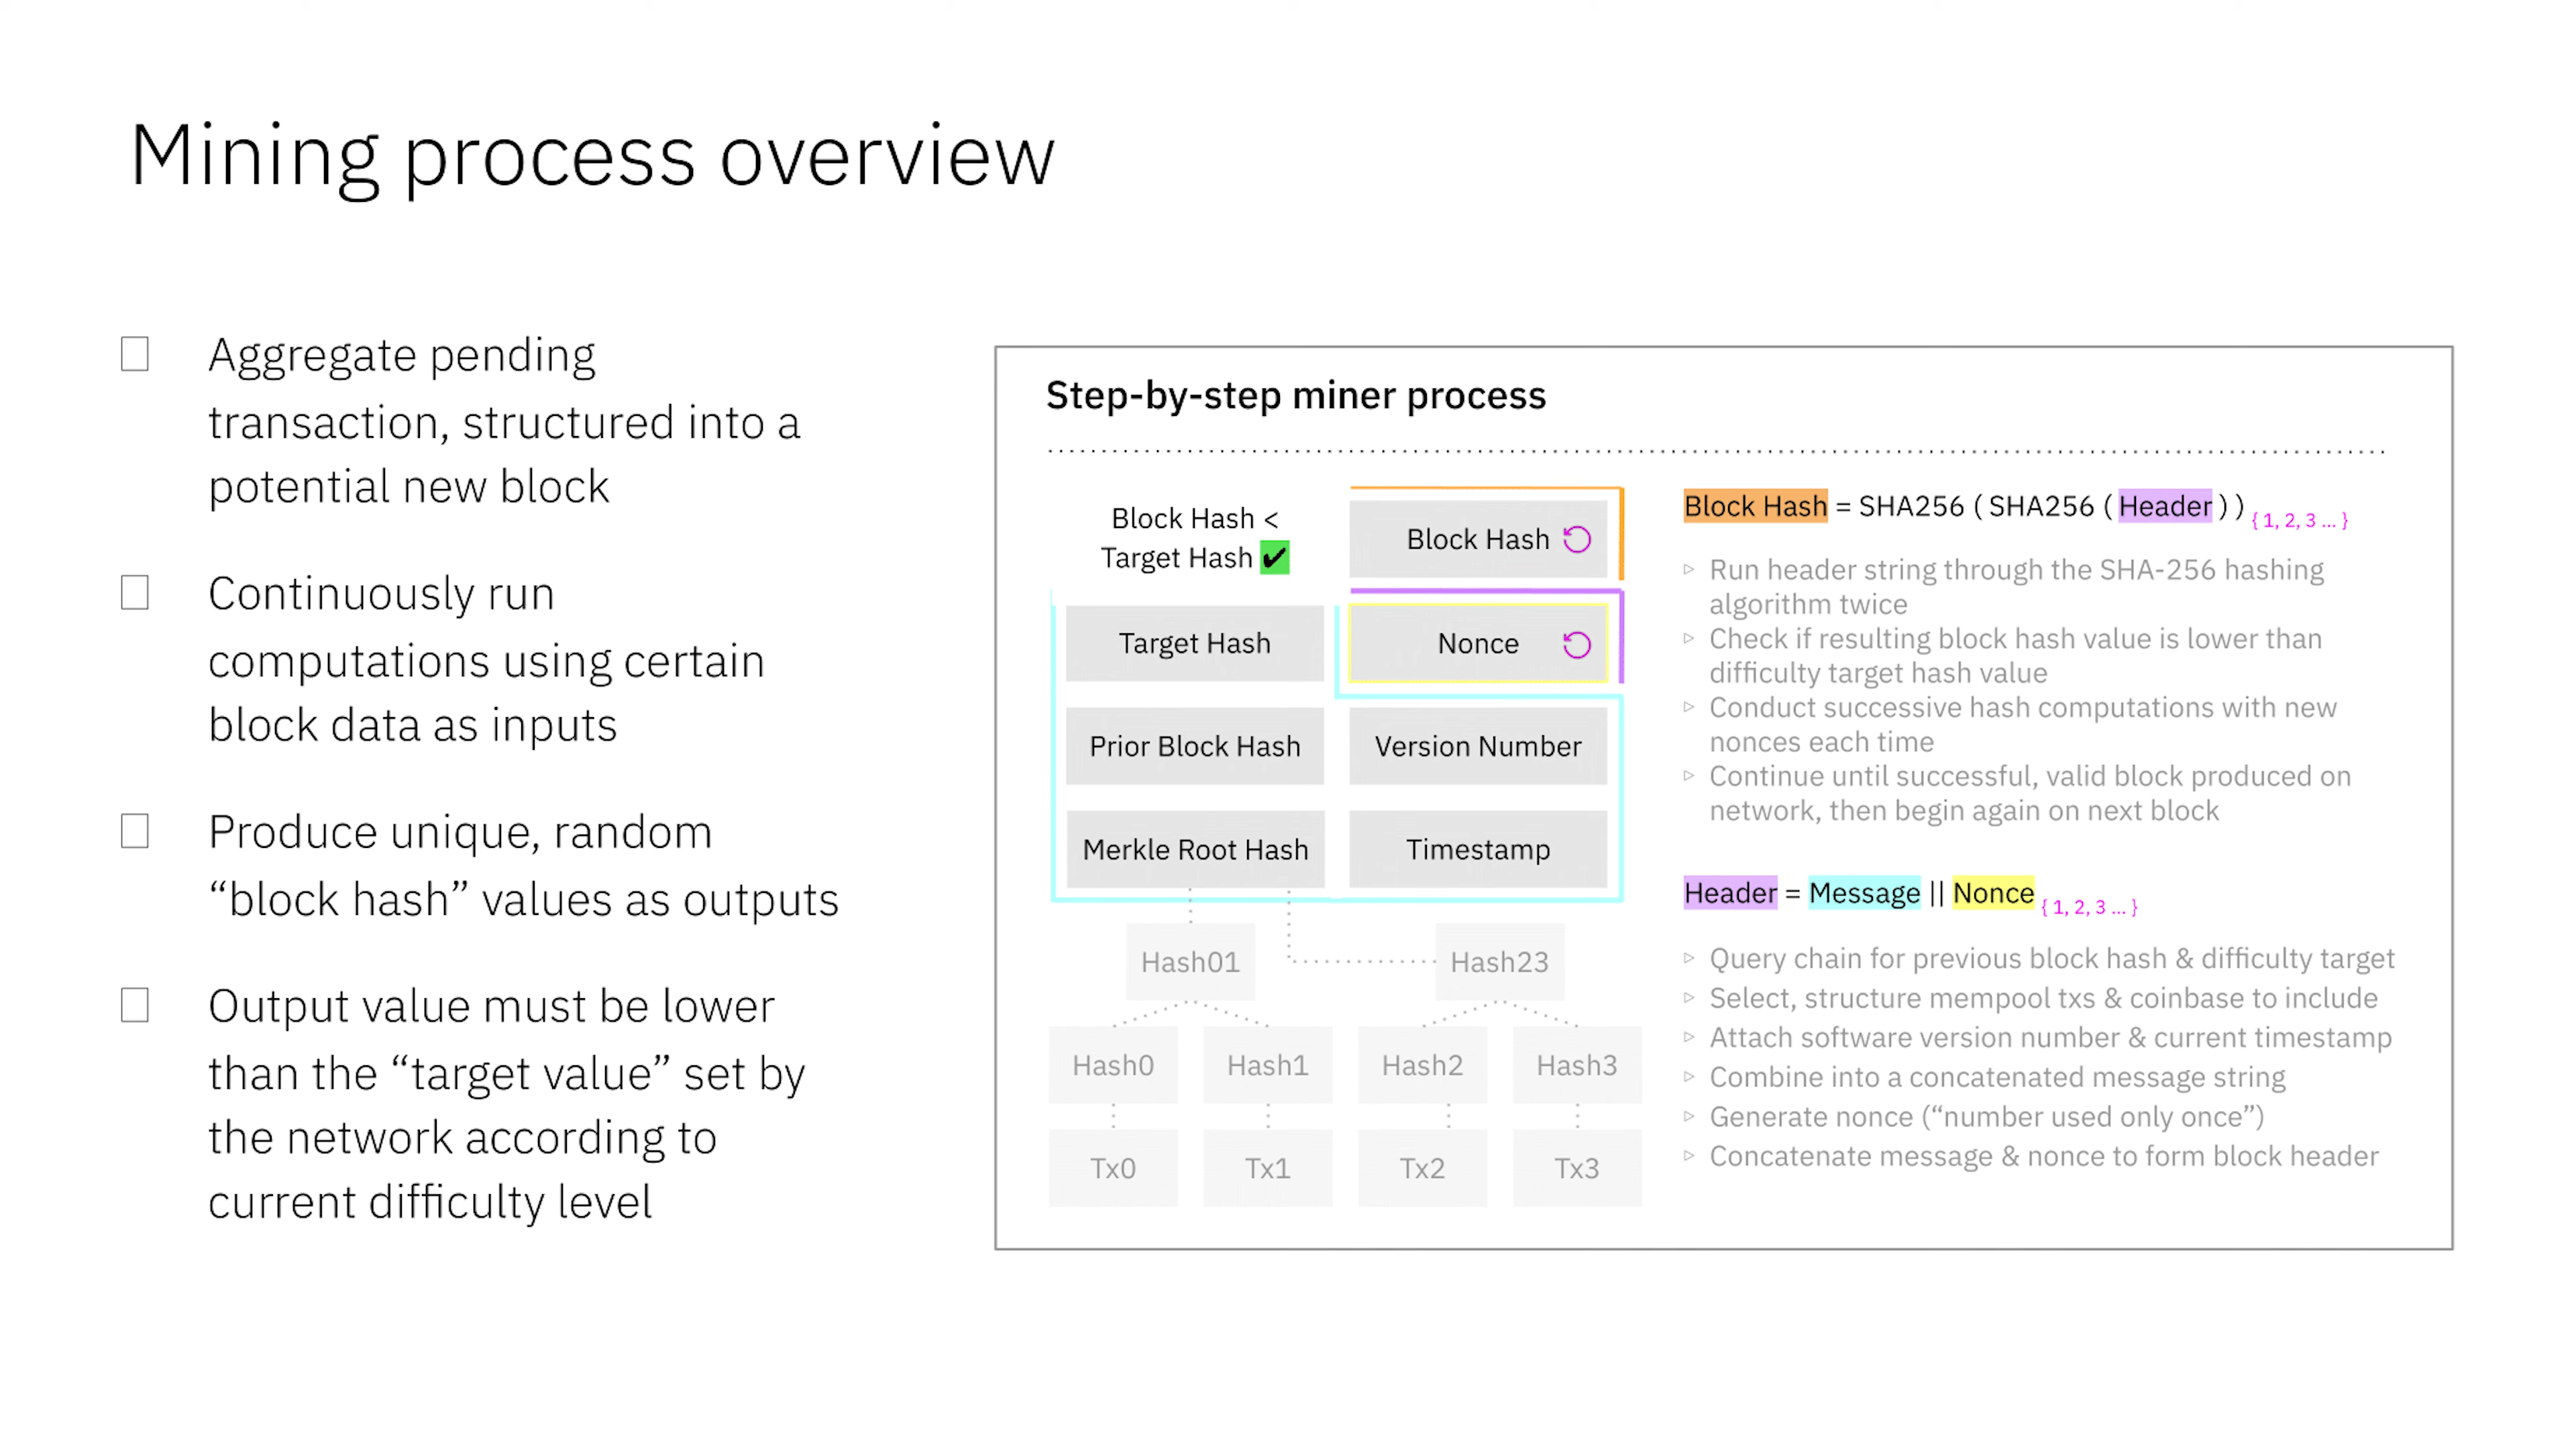 Mining process overview
Aggregate pending
transaction, structured into a
potential new block
Continuously run
computations using certain
block data as inputs
Produce unique, random
“block hash” values as outputs
Output value must be lower
than the “target value” set by
the network according to
current difficulty level
Step-by-step miner process
Block Hash <
Target Hash ✔
Block Hash
Target Hash
Nonce
Prior Block Hash
Version Number
Merkle Root Hash
Timestamp
Hash01
Hash23
Hash0
Hash1
Hash2
Hash3
Tx0
Tx1
Tx2
Tx3
Block Hash = SHA256 ( SHA256 ( Header ) ) { 1, 2, 3 ... }
▹ Run header string through the SHA-256 hashing
algorithm twice
▹ Check if resulting block hash value is lower than
difficulty target hash value
▹ Conduct successive hash computations with new
nonces each time
▹ Continue until successful, valid block produced on
network, then begin again on next block
Header = Message || Nonce { 1, 2, 3 ... }
▹ Query chain for previous block hash & difficulty target
▹ Select, structure mempool txs & coinbase to include
▹ Attach software version number & current timestamp
▹ Combine into a concatenated message string
▹ Generate nonce (“number used only once”)
▹ Concatenate message & nonce to form block header